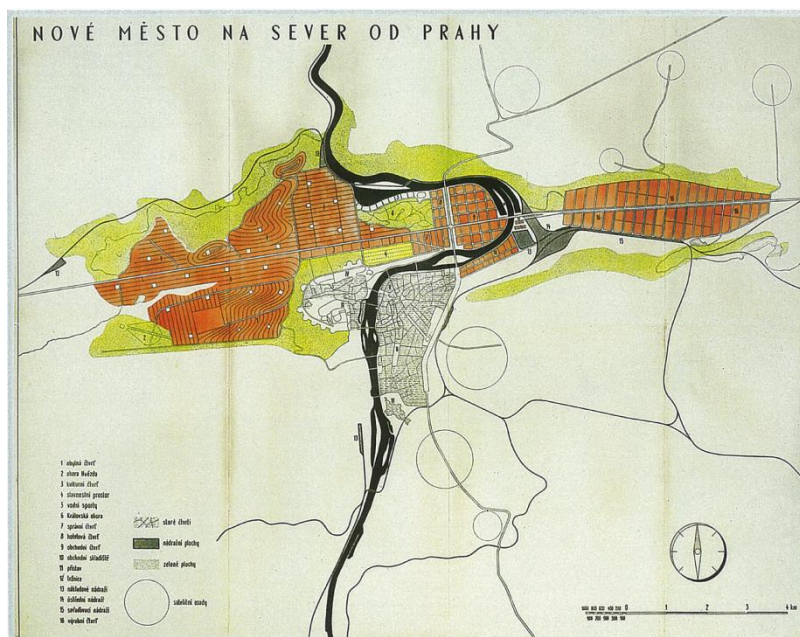 NOVÉ MĚSTO NA SEVER OD PRAHY
1 obytná čtvrť
2 obora Hvězda
3 kulturní čtvrť
4 slavnostní prostor
5 vodní sporty
6 Královská obora
7 správní čtvrť
8 hotelová čtvrť
9 obchodní čtvrť
10 obchodní skladiště
11 přístav
12 tržnice
13 nákladové nádraží
14 ústřední nádraží
15 seřaďovací nádraží
16 výrobní čtvrť
staré čtvrti
nádražní plochy
zelené plochy
satelitní osady
0 1 2 3 4 km